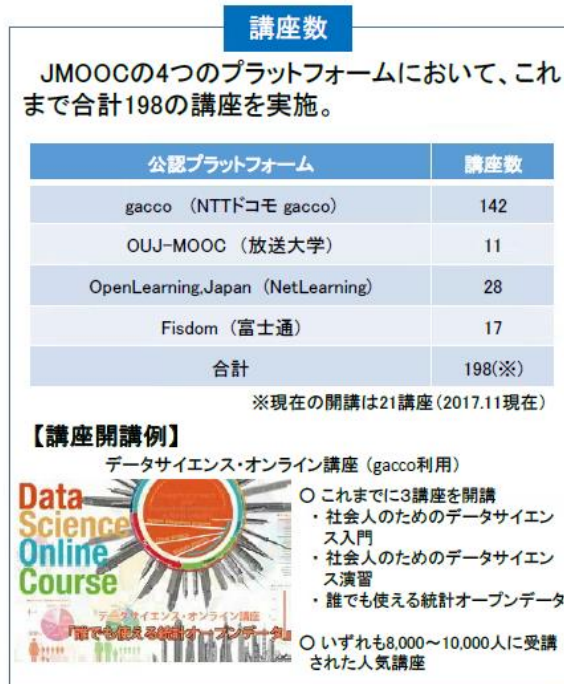 講座数
JMOOCの4つのプラットフォームにおいて、これ
まで合計198の講座を実施。
公認プラットフォーム 講座数
gacco （NTTドコモ gacco） 142
OUJ-MOOC （放送大学） 11
OpenLearning,Japan （NetLearning） 28
Fisdom （富士通） 17
合計 198(※)
※現在の開講は21講座（2017.11現在）
【講座開講例】
データサイエンス・オンライン講座（gacco利用）
Data
Science
Online
Course
データサイエンス・オンライン講座
『誰でも使える統計オープンデータ』
○ これまでに3講座を開講
・ 社会人のためのデータサイエン
ス入門
・ 社会人のためのデータサイエン
ス演習
・ 誰でも使える統計オープンデータ
○ いずれも8,000～10,000人に受講
された人気講座